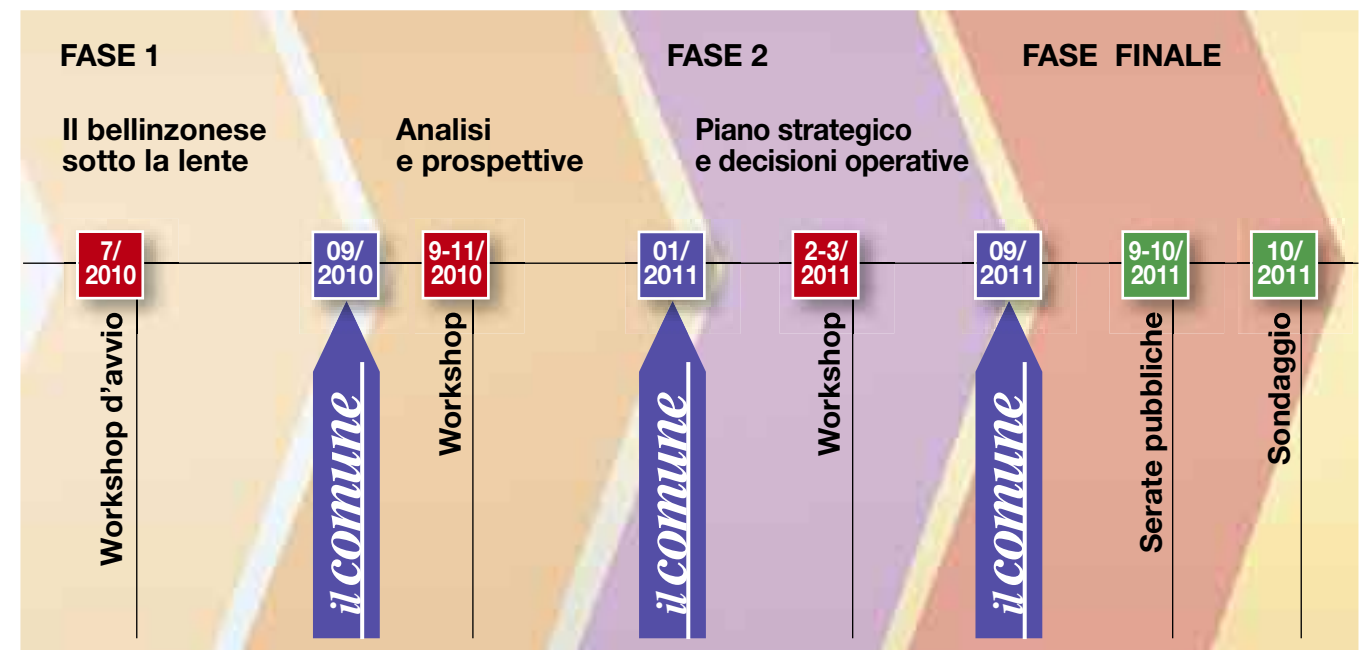 FASE 1
FASE 2
FASE FINALE
Il bellinzonese
sotto la lente
Analisi
e prospettive
Piano strategico
e decisioni operative
7/
2010
09/
2010
9-11/
2010
01/
2011
2-3/
2011
09/
2011
9-10/
2011
10/
2011
Workshop d'avvio
il comune
Workshop
il comune
Workshop
il comune
Serate pubbliche
Sondaggio